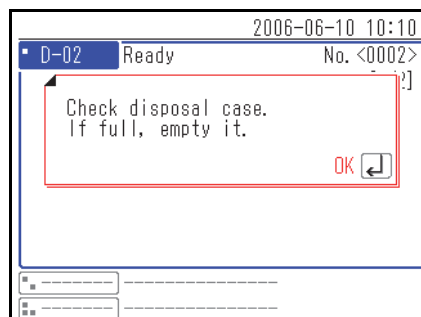 2006-06-10 10:10
D-02 Ready No. <0002>
Check disposal case.
If full, empty it.
OK